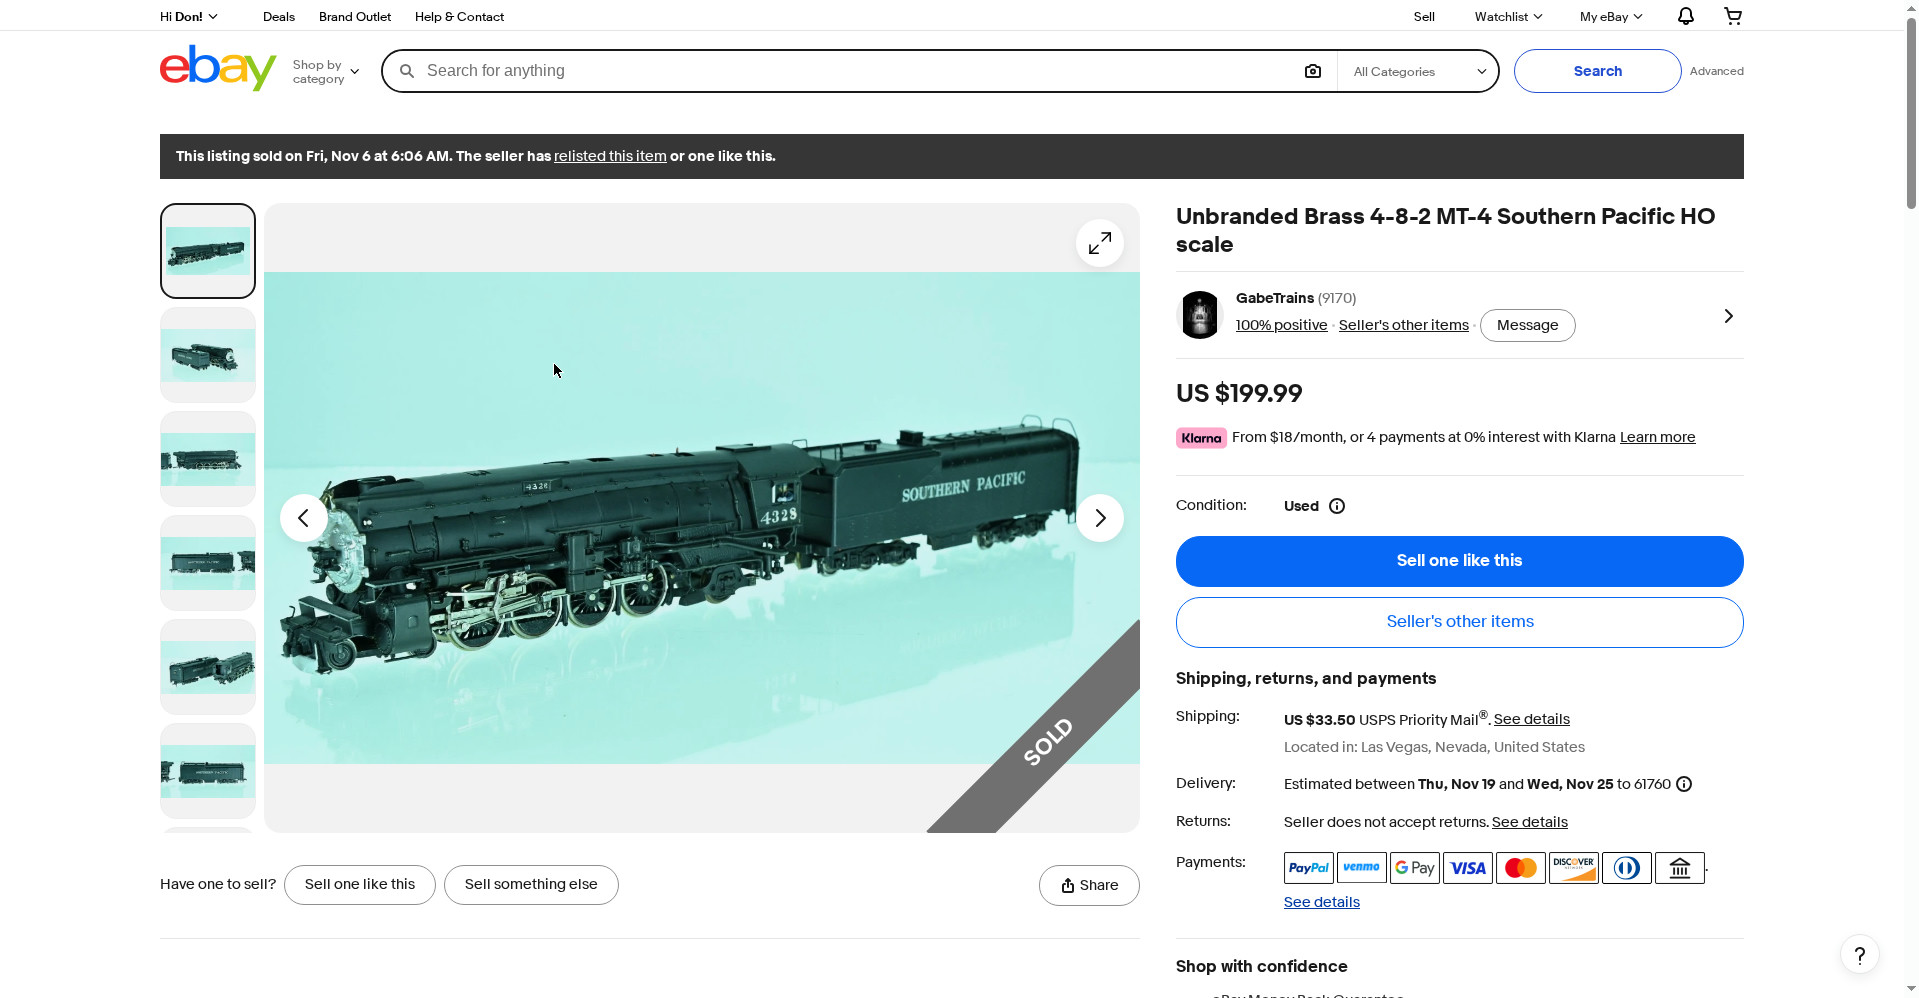 Hi Don!
Deals
Brand Outlet
Help & Contact
Sell
Watchlist
My eBay
ebay
Shop by
category
Search for anything
All Categories
Search
Advanced
This listing sold on Fri, Nov 6 at 6:06 AM. The seller has relisted this item or one like this.
4328
4328
SOUTHERN PACIFIC
SOLD
Have one to sell?
Sell one like this
Sell something else
Share
Unbranded Brass 4-8-2 MT-4 Southern Pacific HO
scale
GabeTrains (9170)
100% positive · Seller's other items · Message
US $199.99
Klarna From $18/month, or 4 payments at 0% interest with Klarna Learn more
Condition: Used
Sell one like this
Seller's other items
Shipping, returns, and payments
Shipping: US $33.50 USPS Priority Mail®. See details
Located in: Las Vegas, Nevada, United States
Delivery: Estimated between Thu, Nov 19 and Wed, Nov 25 to 61760
Returns: Seller does not accept returns. See details
Payments: PayPal venmo G Pay VISA DISCOVER .
See details
Shop with confidence
eBay Money Back Guarantee
?